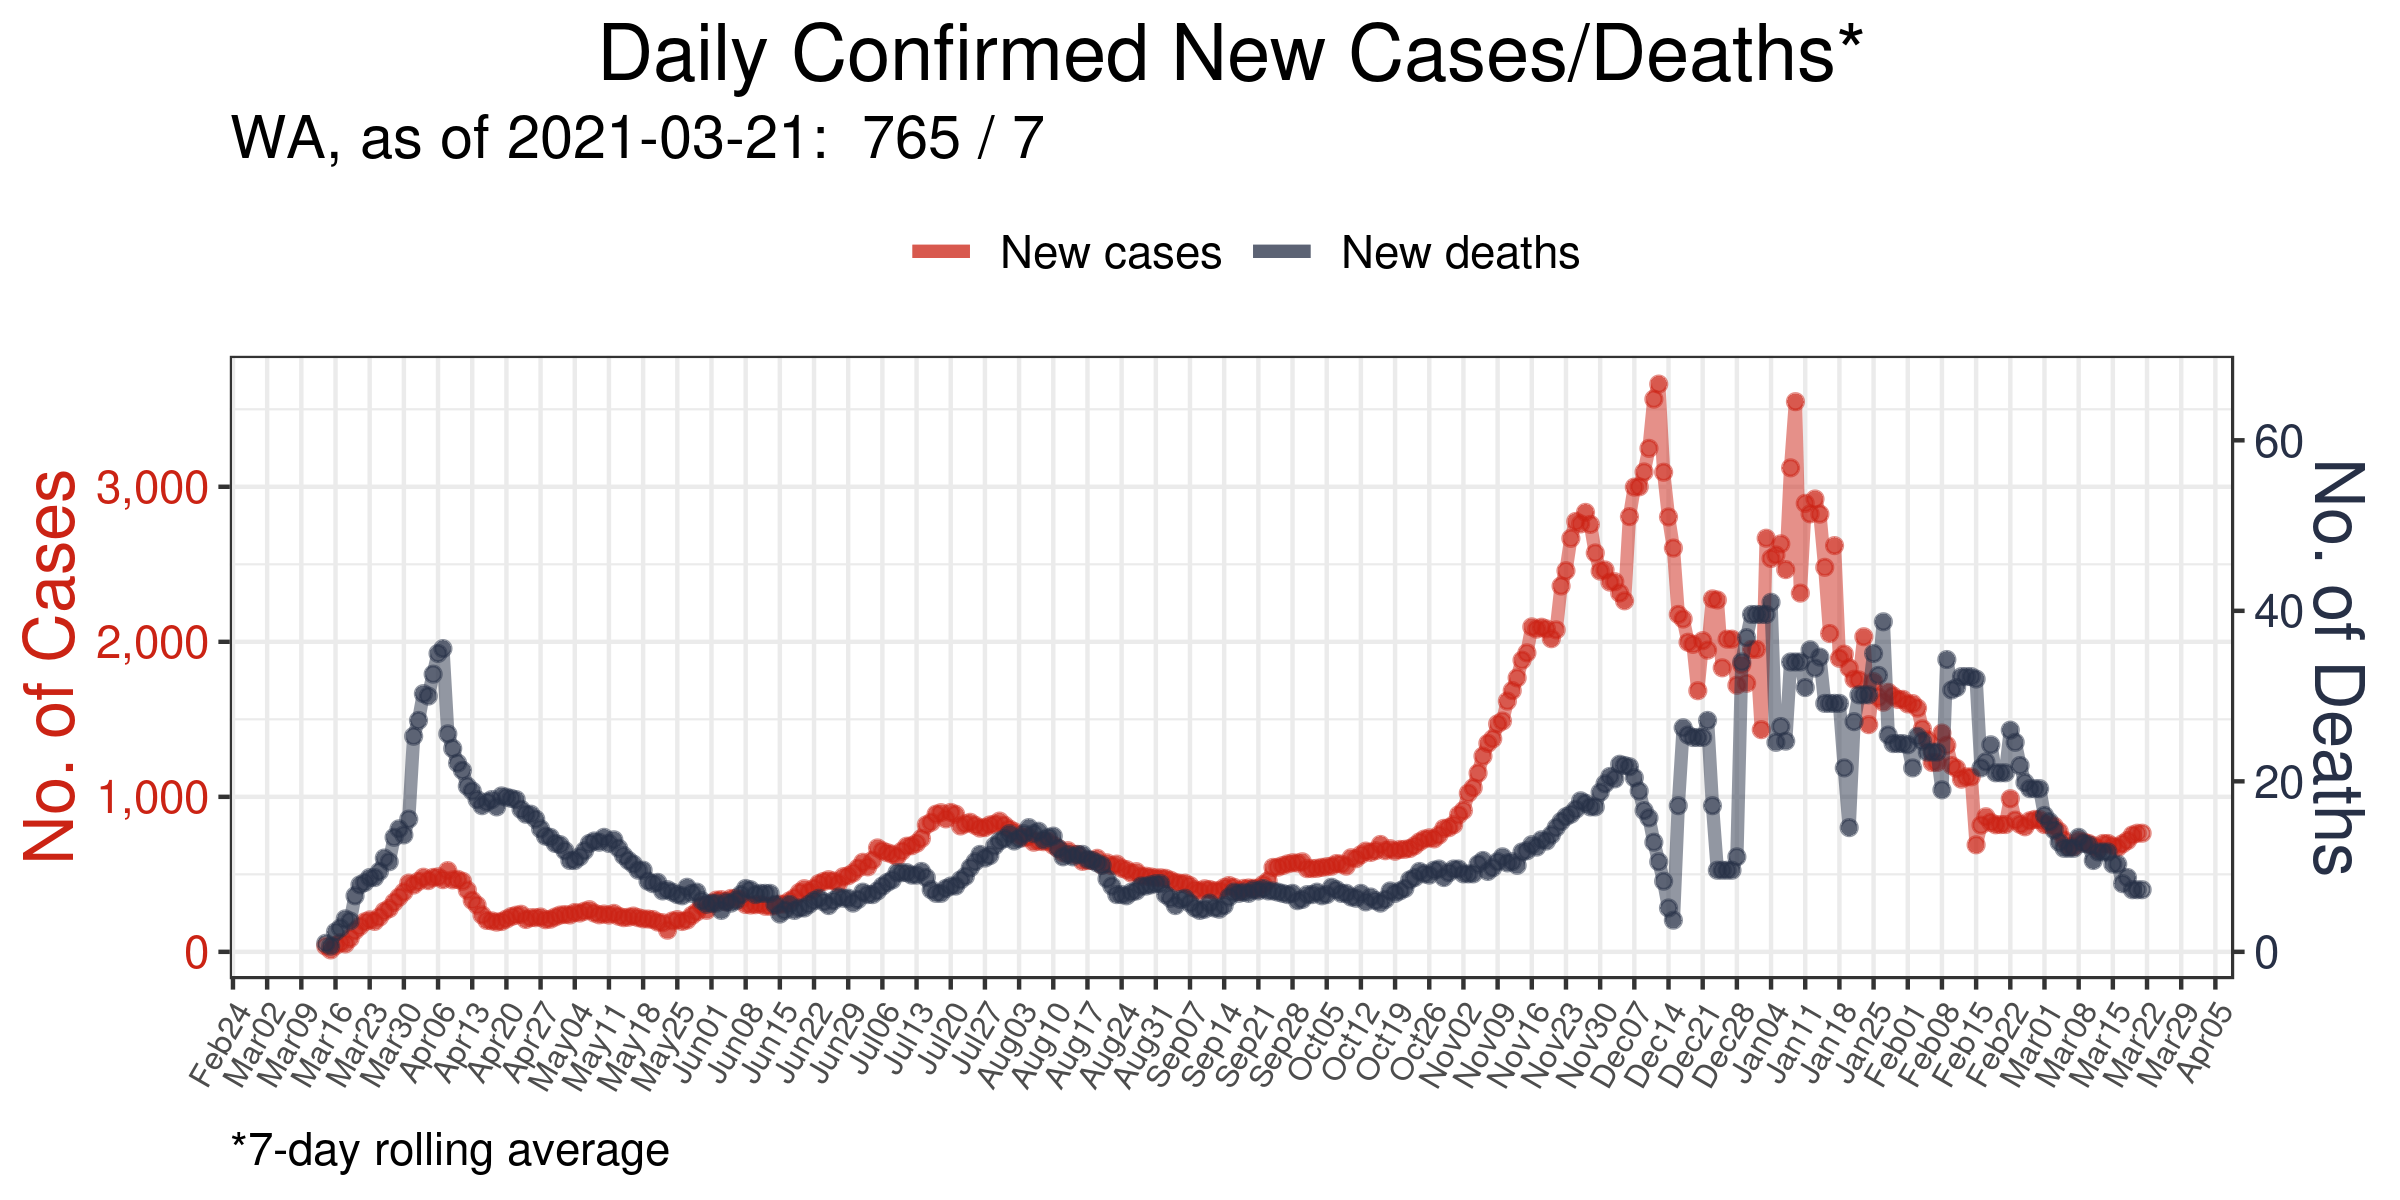 Daily Confirmed New Cases/Deaths*
WA, as of 2021-03-21:  765 / 7
New cases
New deaths
No. of Cases
3,000
2,000
1,000
0
60
40
20
0
No. of Deaths
Feb24
Mar02
Mar09
Mar16
Mar23
Mar30
Apr06
Apr13
Apr20
Apr27
May04
May11
May18
May25
Jun01
Jun08
Jun15
Jun22
Jun29
Jul06
Jul13
Jul20
Jul27
Aug03
Aug10
Aug17
Aug24
Aug31
Sep07
Sep14
Sep21
Sep28
Oct05
Oct12
Oct19
Oct26
Nov02
Nov09
Nov16
Nov23
Nov30
Dec07
Dec14
Dec21
Dec28
Jan04
Jan11
Jan18
Jan25
Feb01
Feb08
Feb15
Feb22
Mar01
Mar08
Mar15
Mar22
Mar29
Apr05
*7-day rolling average